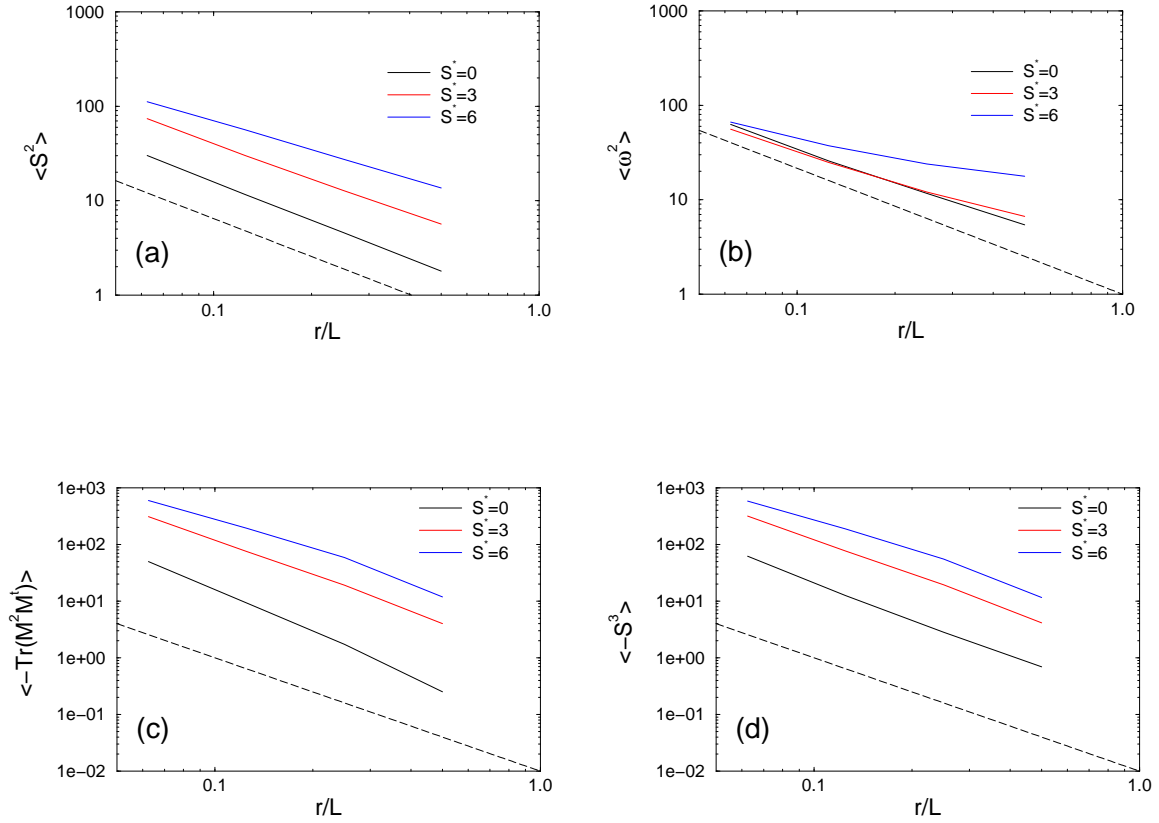 1000
100
10
1
<S²>
(a)
S*=0
S*=3
S*=6
0.1
1.0
r/L
1000
100
10
1
<ω²>
(b)
S*=0
S*=3
S*=6
0.1
1.0
r/L
1e+03
1e+02
1e+01
1e+00
1e−01
1e−02
<−Tr(M²Mᵗ)>
(c)
S*=0
S*=3
S*=6
0.1
1.0
r/L
1e+03
1e+02
1e+01
1e+00
1e−01
1e−02
<−S³>
(d)
S*=0
S*=3
S*=6
0.1
1.0
r/L